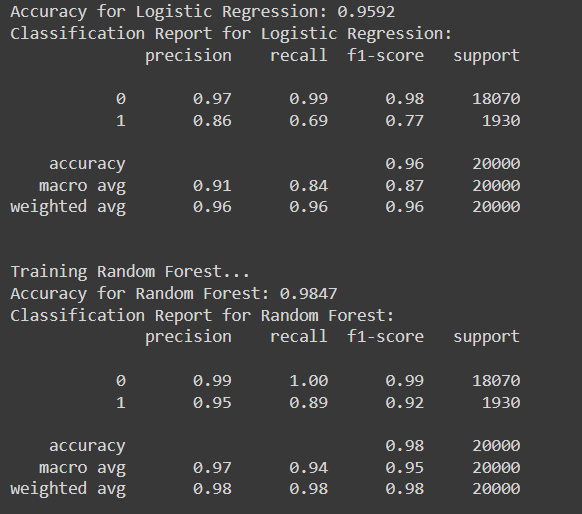 Accuracy for Logistic Regression: 0.9592
Classification Report for Logistic Regression:
              precision    recall  f1-score   support

           0       0.97      0.99      0.98     18070
           1       0.86      0.69      0.77      1930

    accuracy                           0.96     20000
   macro avg       0.91      0.84      0.87     20000
weighted avg       0.96      0.96      0.96     20000

Training Random Forest...
Accuracy for Random Forest: 0.9847
Classification Report for Random Forest:
              precision    recall  f1-score   support

           0       0.99      1.00      0.99     18070
           1       0.95      0.89      0.92      1930

    accuracy                           0.98     20000
   macro avg       0.97      0.94      0.95     20000
weighted avg       0.98      0.98      0.98     20000